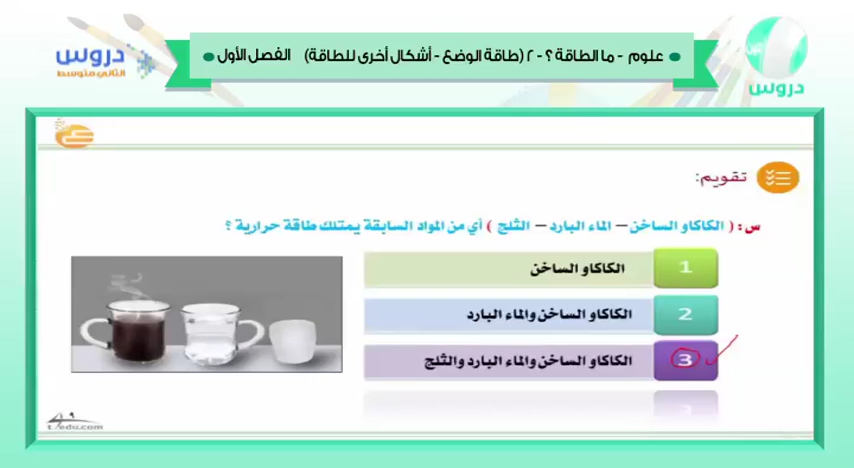 علوم - ما الطاقة ؟ - ٢ (طاقة الوضع - أشكال أخرى للطاقة) الفصل الأول
دروس
الثاني متوسط
دروس
تقويم:
س : ( الكاكاو الساخن – الماء البارد – الثلج ) أي من المواد السابقة يمتلك طاقة حرارية ؟
1 الكاكاو الساخن
2 الكاكاو الساخن والماء البارد
3 الكاكاو الساخن والماء البارد والثلج